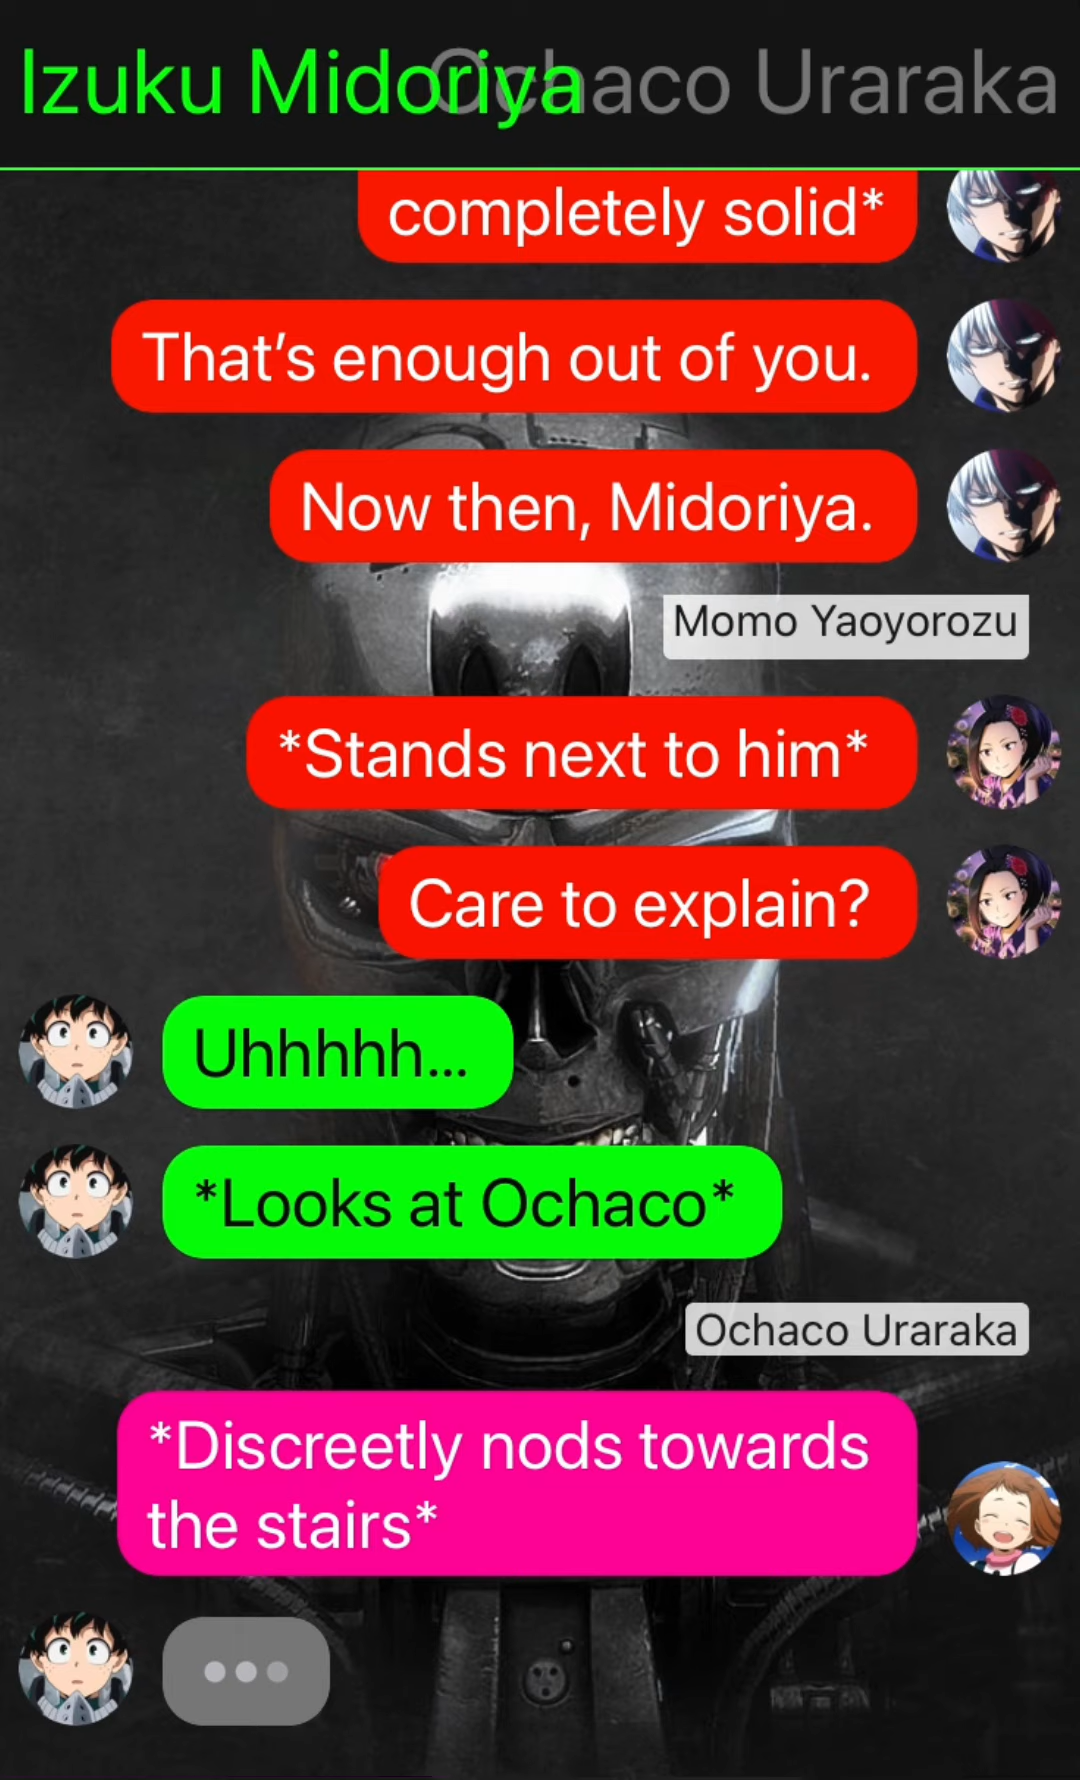 Izuku Midoriya
Ochaco Uraraka
completely solid*
That’s enough out of you.
Now then, Midoriya.
Momo Yaoyorozu
*Stands next to him*
Care to explain?
Uhhhhh...
*Looks at Ochaco*
Ochaco Uraraka
*Discreetly nods towards
the stairs*